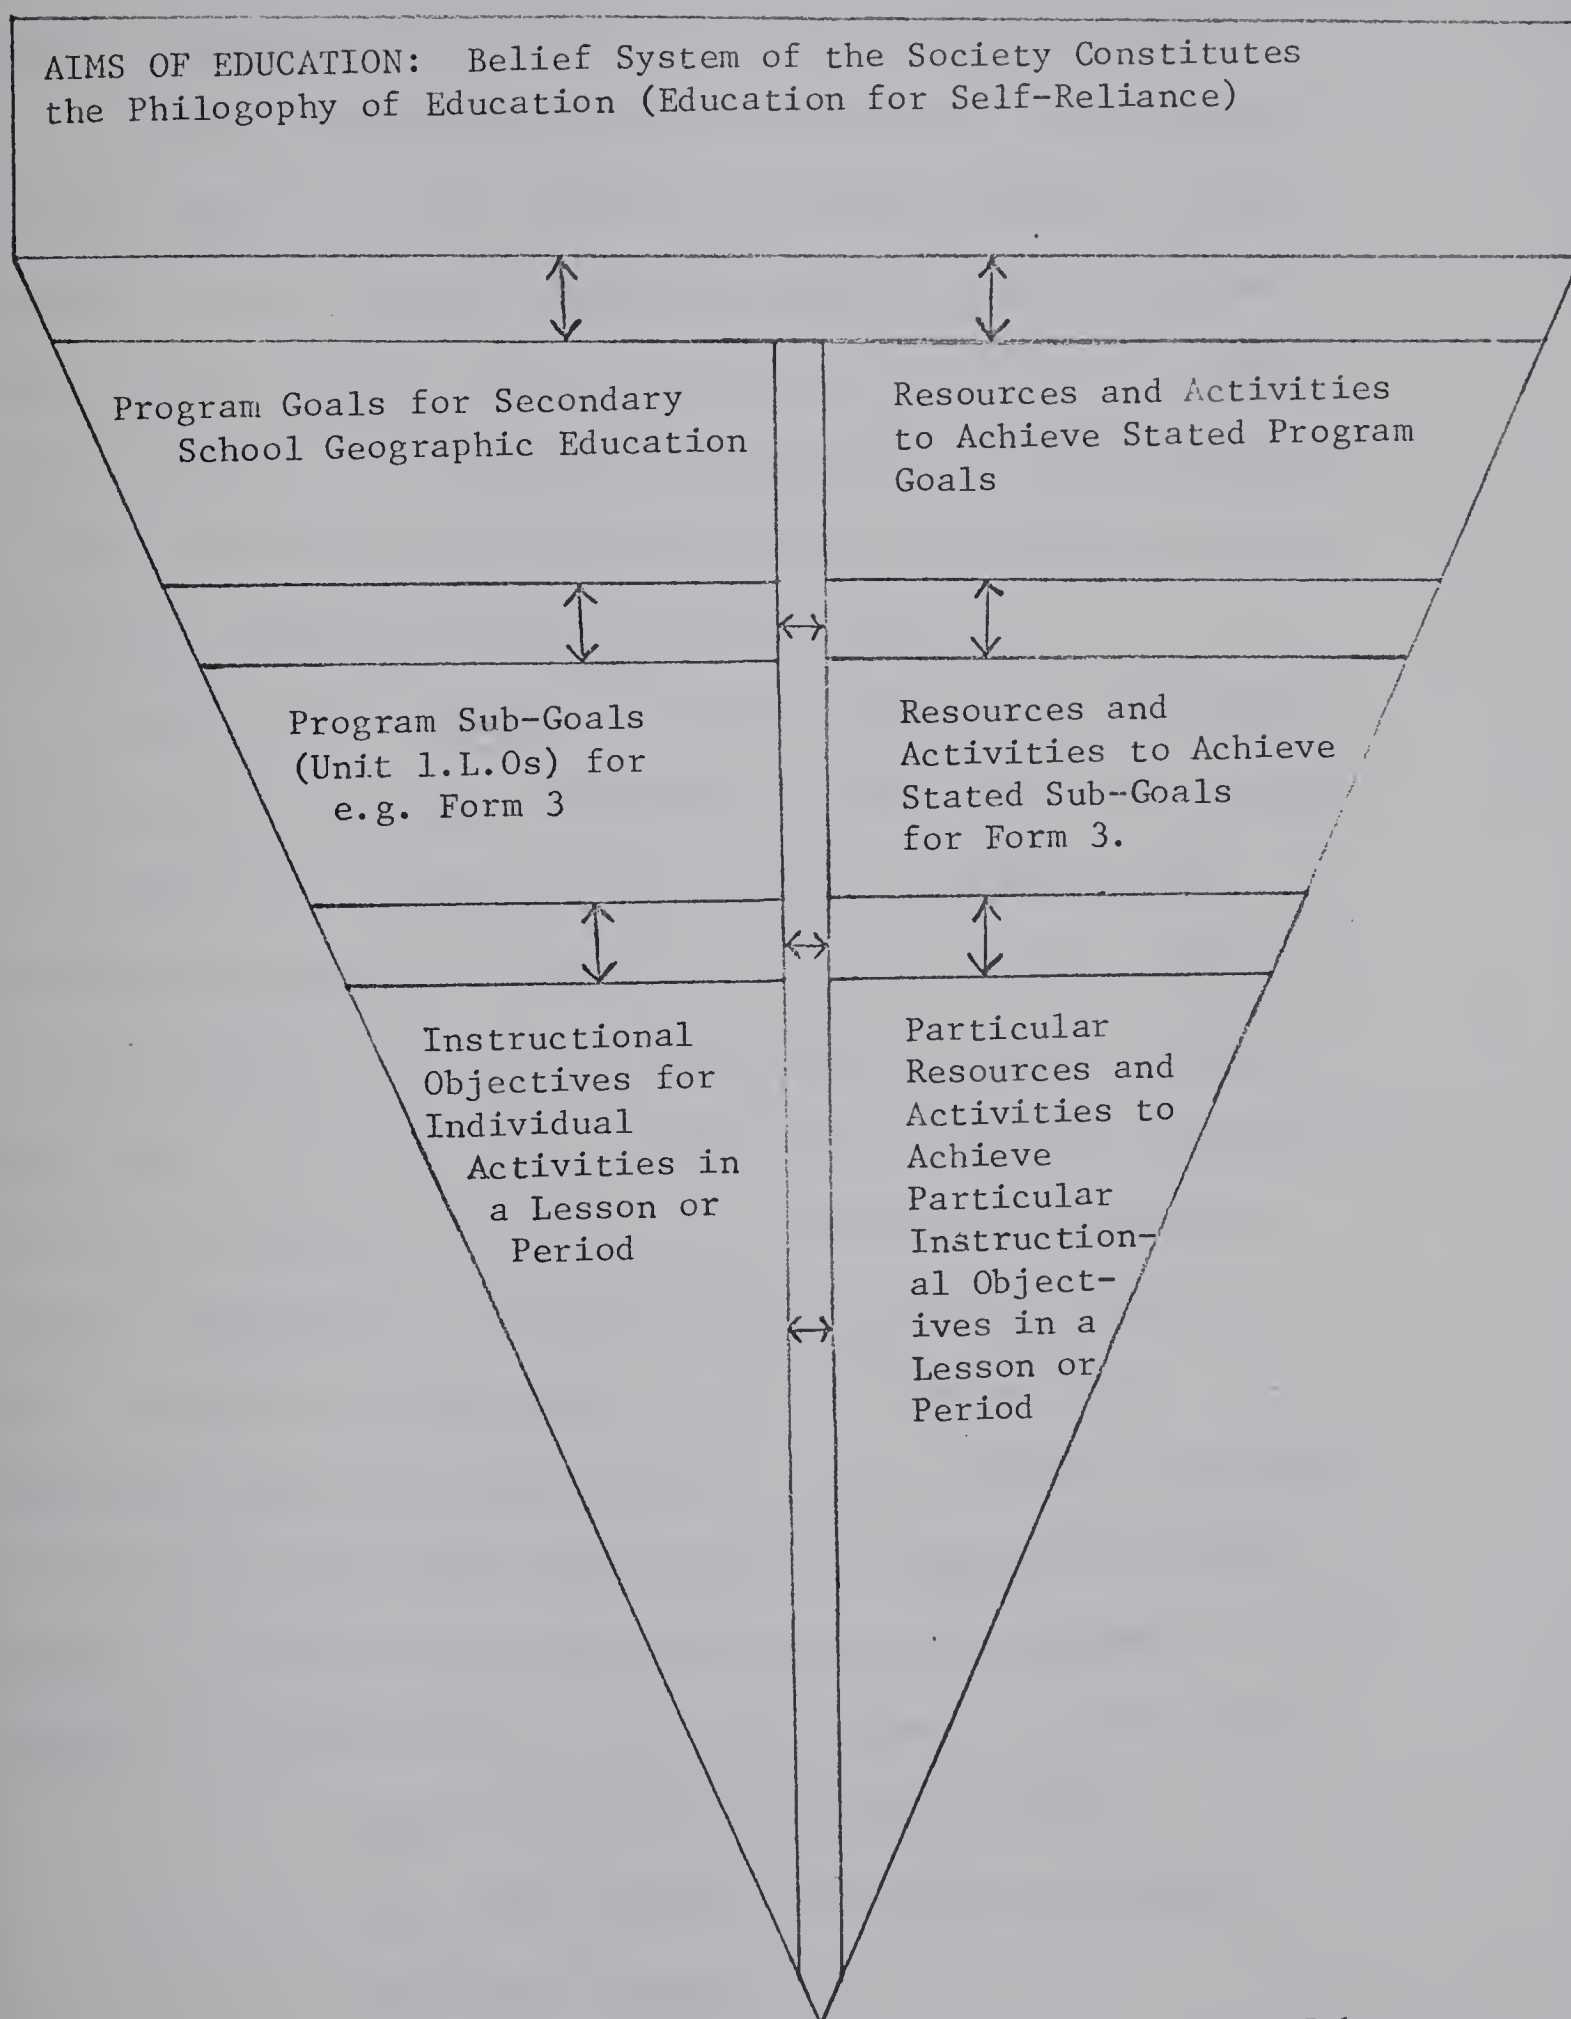 AIMS OF EDUCATION: Belief System of the Society Constitutes
the Philogophy of Education (Education for Self-Reliance)
Program Goals for Secondary
School Geographic Education
Resources and Activities
to Achieve Stated Program
Goals
Program Sub-Goals
(Unit l.L.Os) for
e.g. Form 3
Resources and
Activities to Achieve
Stated Sub-Goals
for Form 3.
Instructional
Objectives for
Individual
Activities in
a Lesson or
Period
Particular
Resources and
Activities to
Achieve
Particular
Instruction-
al Object-
ives in a
Lesson or
Period